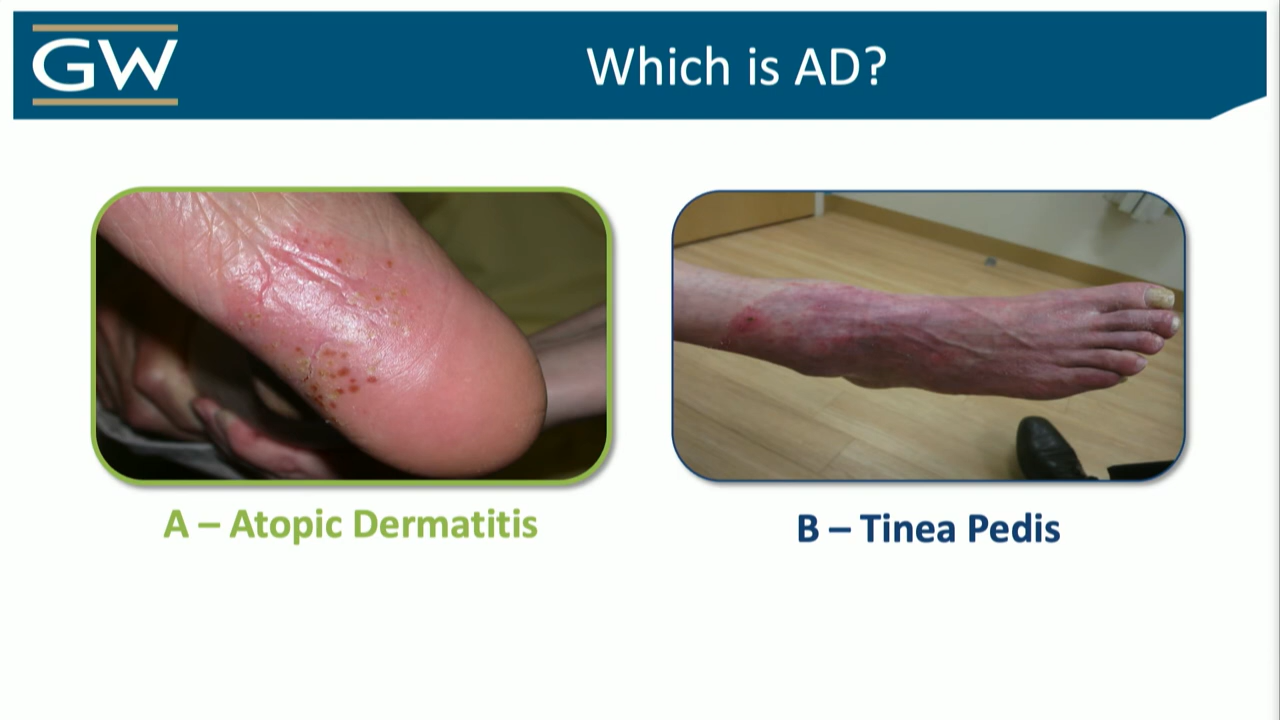 GW
Which is AD?
A – Atopic Dermatitis
B – Tinea Pedis